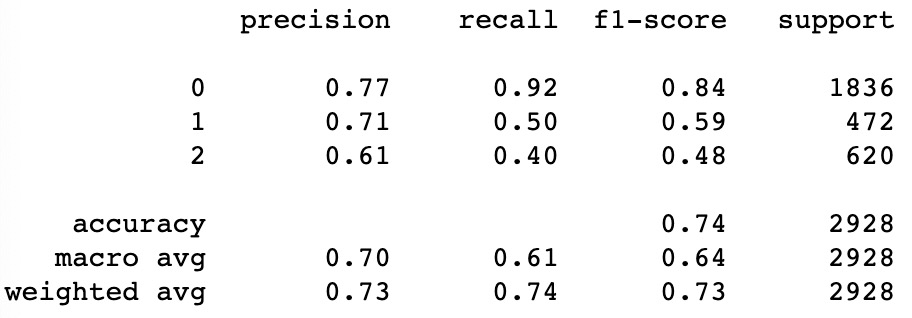 precision recall f1-score support
0 0.77 0.92 0.84 1836
1 0.71 0.50 0.59 472
2 0.61 0.40 0.48 620
accuracy 0.74 2928
macro avg 0.70 0.61 0.64 2928
weighted avg 0.73 0.74 0.73 2928